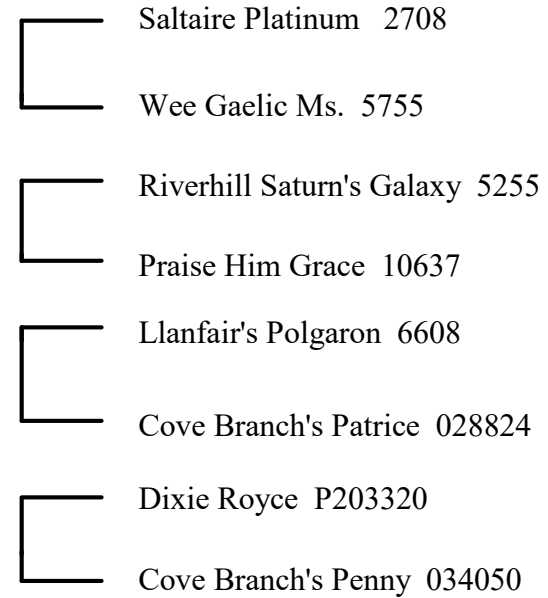 Saltaire Platinum 2708
Wee Gaelic Ms. 5755
Riverhill Saturn's Galaxy 5255
Praise Him Grace 10637
Llanfair's Polgaron 6608
Cove Branch's Patrice 028824
Dixie Royce P203320
Cove Branch's Penny 034050